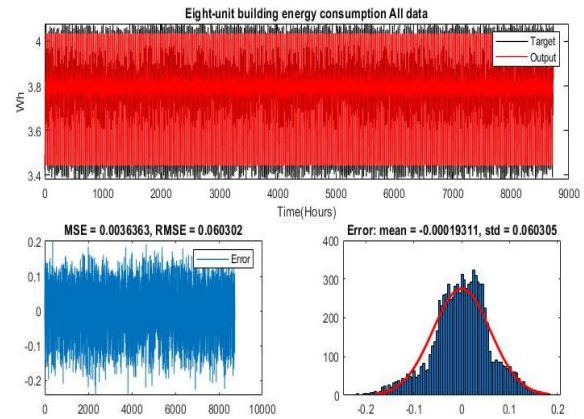 Eight-unit building energy consumption All data
4
3.8
3.6
3.4
Wh
Target
Output
0 1000 2000 3000 4000 5000 6000 7000 8000 9000
Time(Hours)
MSE = 0.0036363, RMSE = 0.060302
0.2
0.1
0
-0.1
-0.2
Error
0 2000 4000 6000 8000 10000
Error: mean = -0.00019311, std = 0.060305
400
300
200
100
0
-0.2 -0.1 0 0.1 0.2